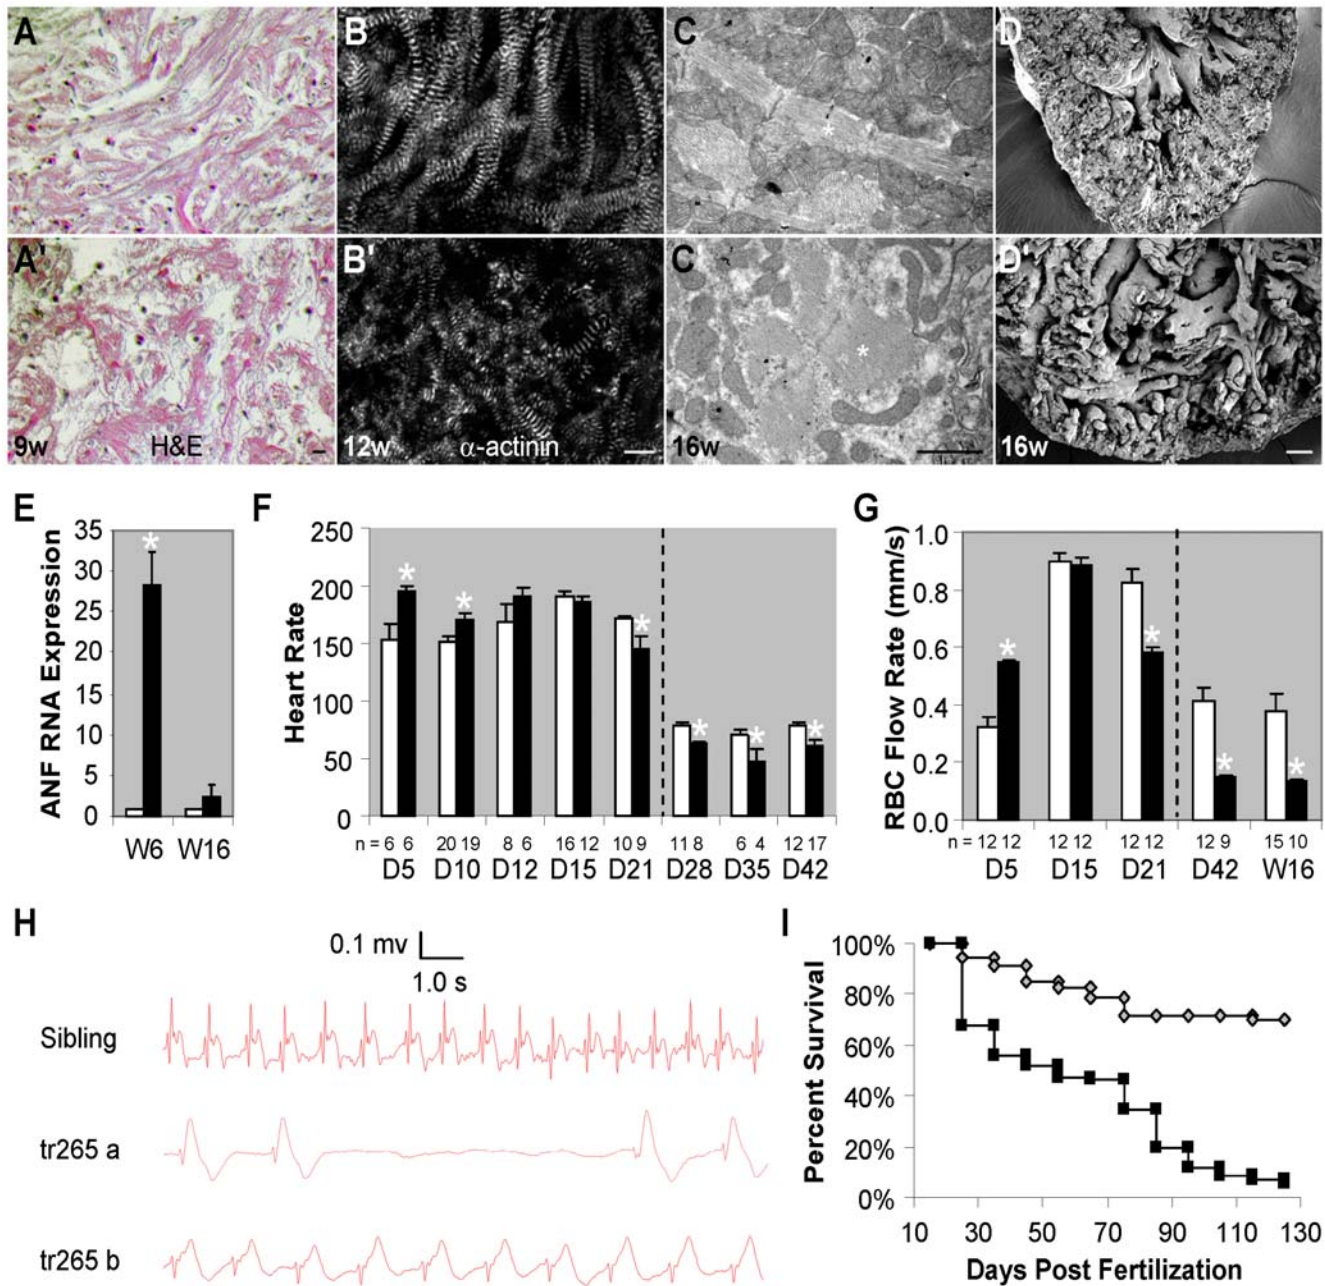 A
B
C
D
A'
9w
H&E
B'
12w
α-actinin
C'
16w
D'
16w
E
ANF RNA Expression
35
30
25
20
15
10
5
0
W6
W16
*
F
Heart Rate
250
200
150
100
50
0
n = 6 6 20 19 8 6 16 12 10 9 11 8 6 4 12 17
D5 D10 D12 D15 D21 D28 D35 D42
G
RBC Flow Rate (mm/s)
1.0
0.8
0.6
0.4
0.2
0.0
n = 12 12 12 12 12 12 12 9 15 10
D5 D15 D21 D42 W16
H
0.1 mv
1.0 s
Sibling
tr265 a
tr265 b
I
Percent Survival
100%
80%
60%
40%
20%
0%
10 30 50 70 90 110 130
Days Post Fertilization